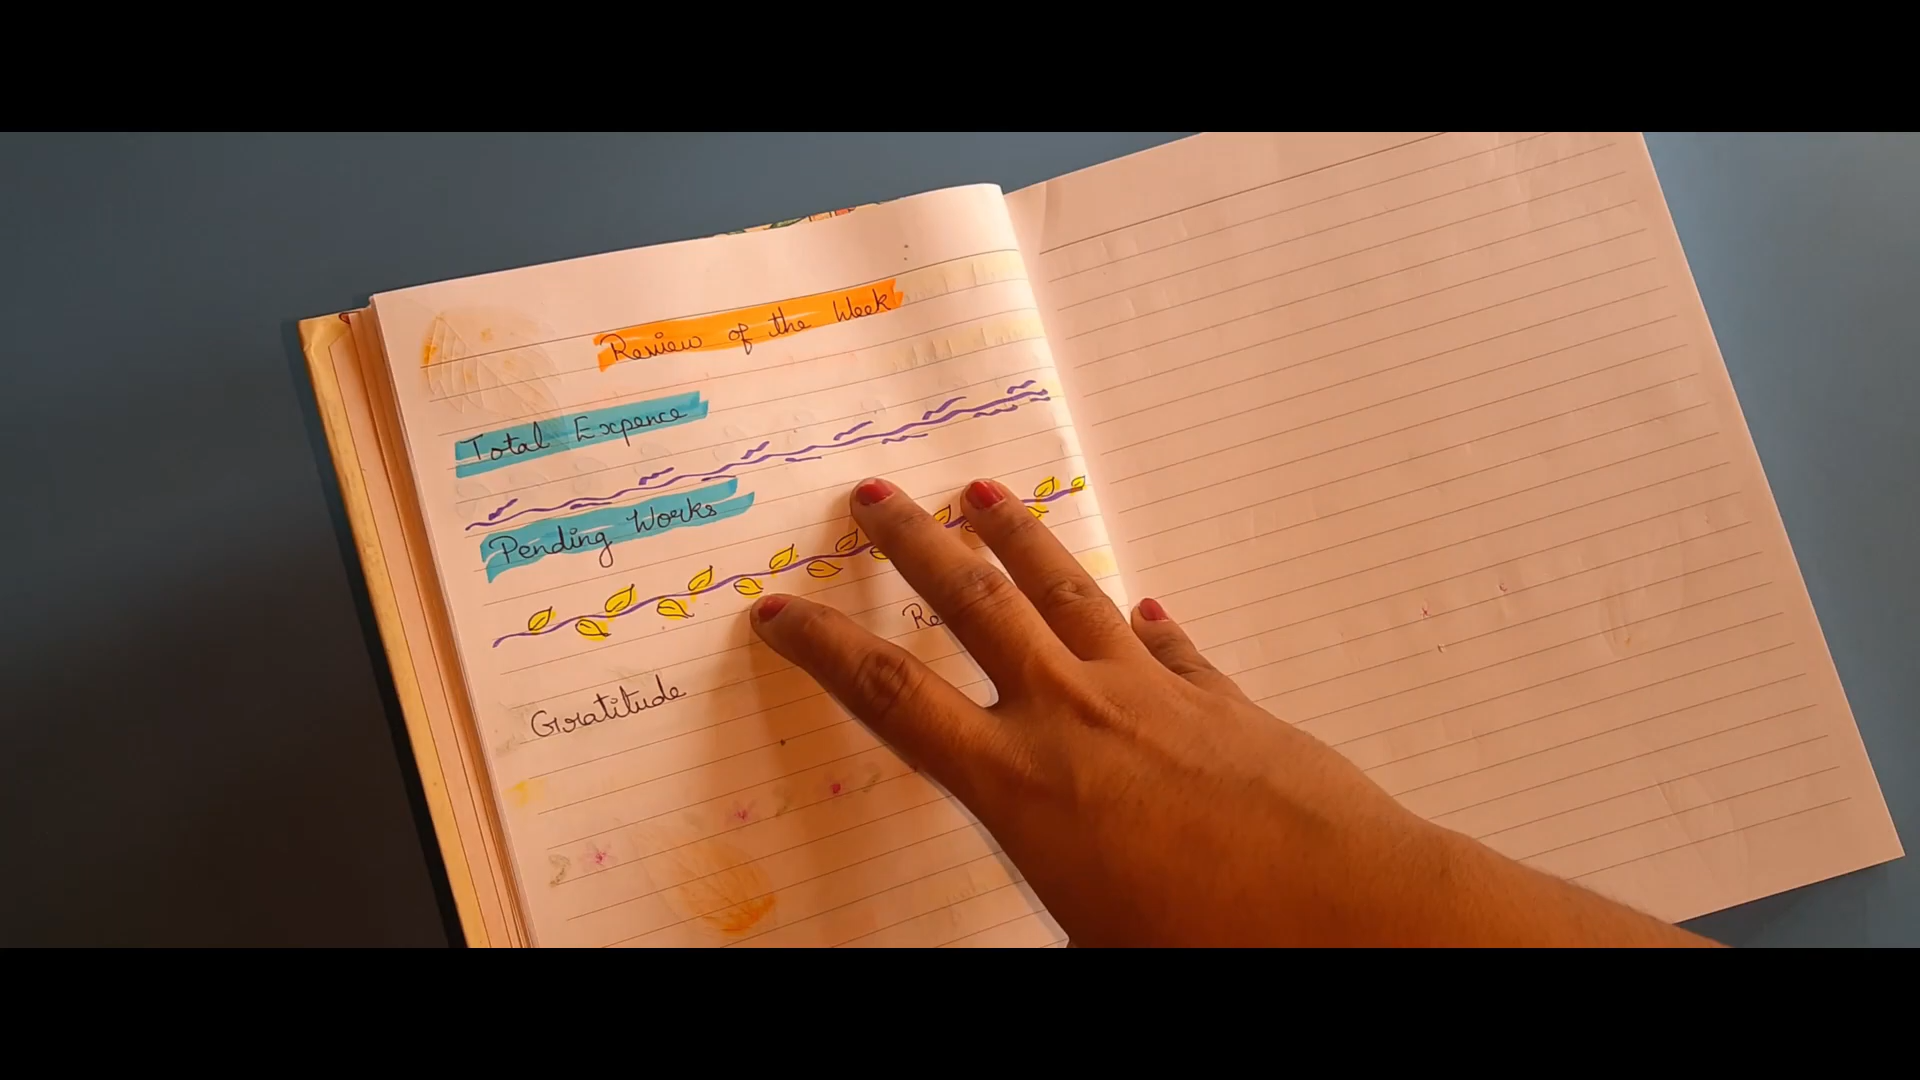 Review of the Week
Total Expence
Pending Works
Gratitude